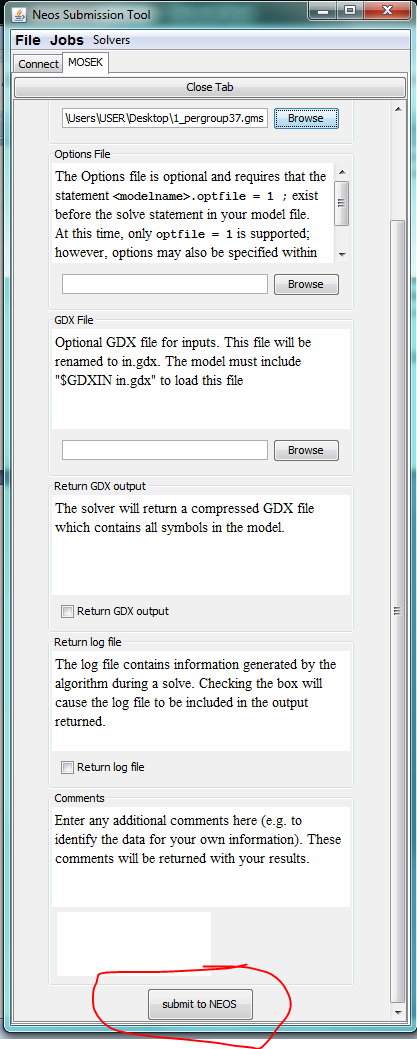 Neos Submission Tool
File Jobs Solvers
Connect MOSEK
Close Tab
\Users\USER\Desktop\1_pergroup37.gms Browse
Options File
The Options file is optional and requires that the
statement <modelname>.optfile = 1 ; exist
before the solve statement in your model file.
At this time, only optfile = 1 is supported;
however, options may also be specified within
Browse
GDX File
Optional GDX file for inputs. This file will be
renamed to in.gdx. The model must include
"$GDXIN in.gdx" to load this file
Browse
Return GDX output
The solver will return a compressed GDX file
which contains all symbols in the model.
Return GDX output
Return log file
The log file contains information generated by the
algorithm during a solve. Checking the box will
cause the log file to be included in the output
returned.
Return log file
Comments
Enter any additional comments here (e.g. to
identify the data for your own information). These
comments will be returned with your results.
submit to NEOS